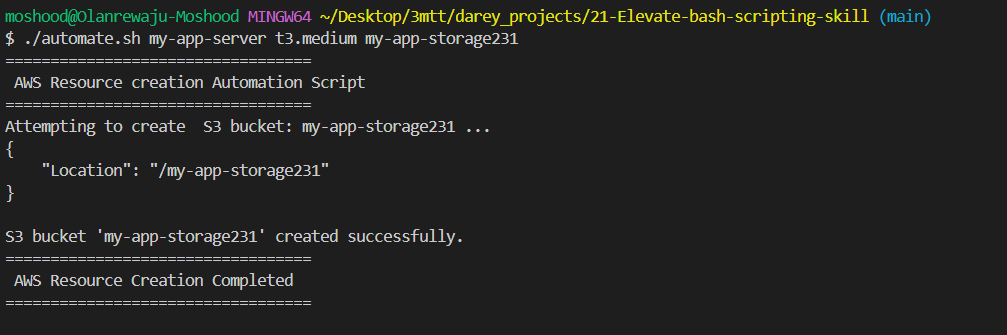 moshood@Olanrewaju-Moshood MINGW64 ~/Desktop/3mtt/darey_projects/21-Elevate-bash-scripting-skill (main)
$ ./automate.sh my-app-server t3.medium my-app-storage231
==================================
 AWS Resource creation Automation Script
==================================
Attempting to create  S3 bucket: my-app-storage231 ...
{
    "Location": "/my-app-storage231"
}

S3 bucket 'my-app-storage231' created successfully.
==================================
 AWS Resource Creation Completed
==================================